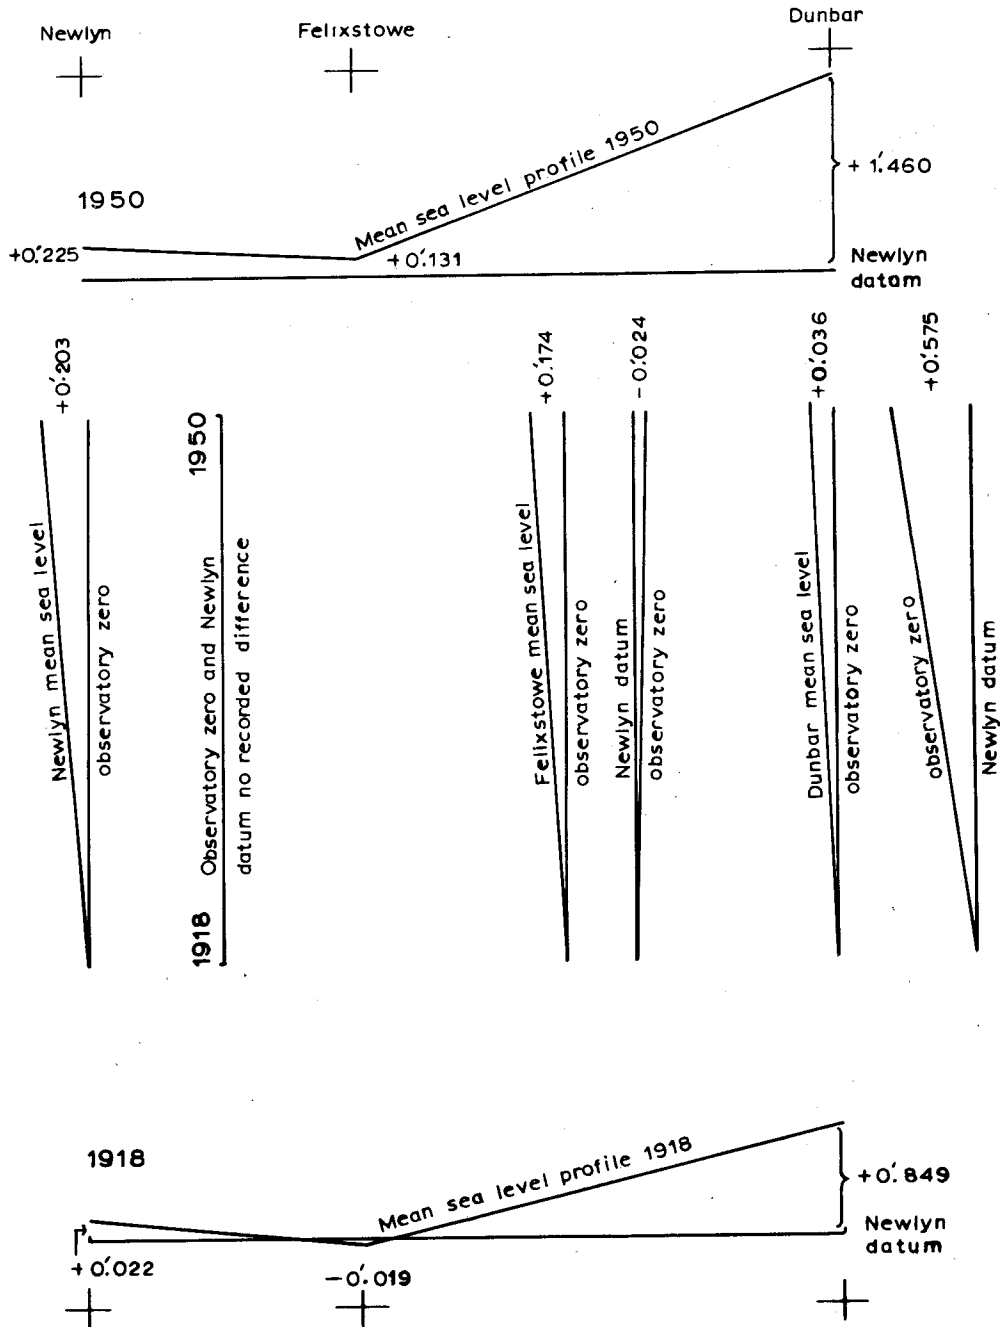 Newlyn
Felixstowe
Dunbar
Mean sea level profile 1950
+ 1′.460
1950
+0′.225
+0′.131
Newlyn
datum
+0′.203
+0′.174
-0′.024
+0′.036
+0′.575
Newlyn mean sea level
observatory zero
1918 Observatory zero and Newlyn 1950
datum no recorded difference
Felixstowe mean sea level
observatory zero
Newlyn datum
observatory zero
Dunbar mean sea level
observatory zero
observatory zero
Newlyn datum
1918
Mean sea level profile 1918
+0′.849
Newlyn
datum
+0′.022
-0′.019